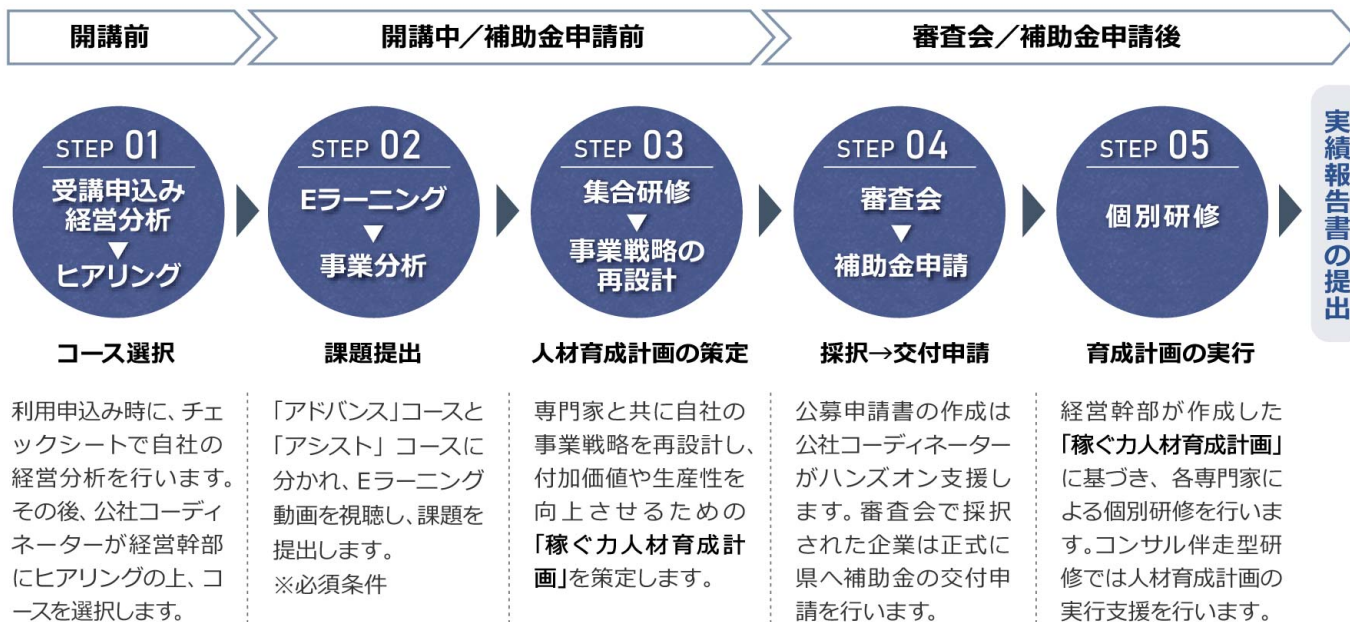 開講前
開講中／補助金申請前
審査会／補助金申請後
STEP 01
受講申込み
経営分析
▼
ヒアリング
コース選択
利用申込み時に、チェ
ックシートで自社の
経営分析を行います。
その後、公社コーディ
ネーターが経営幹部
にヒアリングの上、コ
ースを選択します。
STEP 02
Eラーニング
▼
事業分析
課題提出
「アドバンス」コースと
「アシスト」コースに
分かれ、Eラーニング
動画を視聴し、課題を
提出します。
※必須条件
STEP 03
集合研修
▼
事業戦略の
再設計
人材育成計画の策定
専門家と共に自社の
事業戦略を再設計し、
付加価値や生産性を
向上させるための
「稼ぐ力人材育成計
画」を策定します。
STEP 04
審査会
▼
補助金申請
採択→交付申請
公募申請書の作成は
公社コーディネーター
がハンズオン支援し
ます。審査会で採択
された企業は正式に
県へ補助金の交付申
請を行います。
STEP 05
個別研修
育成計画の実行
経営幹部が作成した
「稼ぐ力人材育成計画」
に基づき、各専門家に
よる個別研修を行いま
す。コンサル伴走型研
修では人材育成計画の
実行支援を行います。
実績報告書の提出